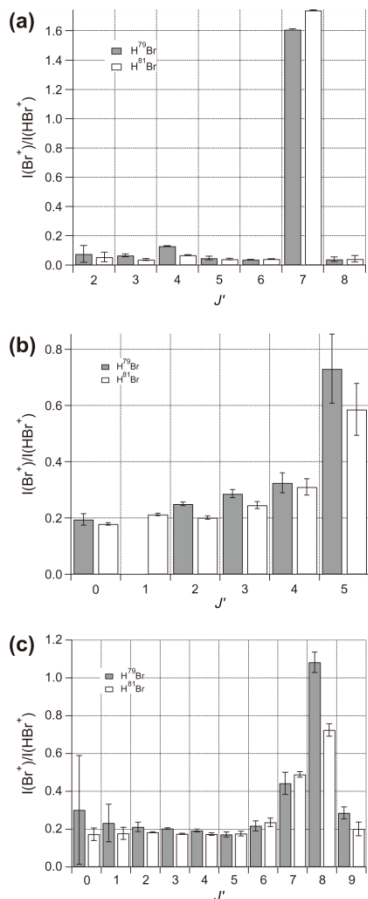 (a)
H⁷⁹Br
H⁸¹Br
I(Br⁺)/I(HBr⁺)
1.6
1.4
1.2
1.0
0.8
0.6
0.4
0.2
0.0
2 3 4 5 6 7 8
J'
(b)
H⁷⁹Br
H⁸¹Br
I(Br⁺)/I(HBr⁺)
0.8
0.6
0.4
0.2
0.0
0 1 2 3 4 5
J'
(c)
H⁷⁹Br
H⁸¹Br
I(Br⁺)/I(HBr⁺)
1.2
1.0
0.8
0.6
0.4
0.2
0.0
0 1 2 3 4 5 6 7 8 9
J'